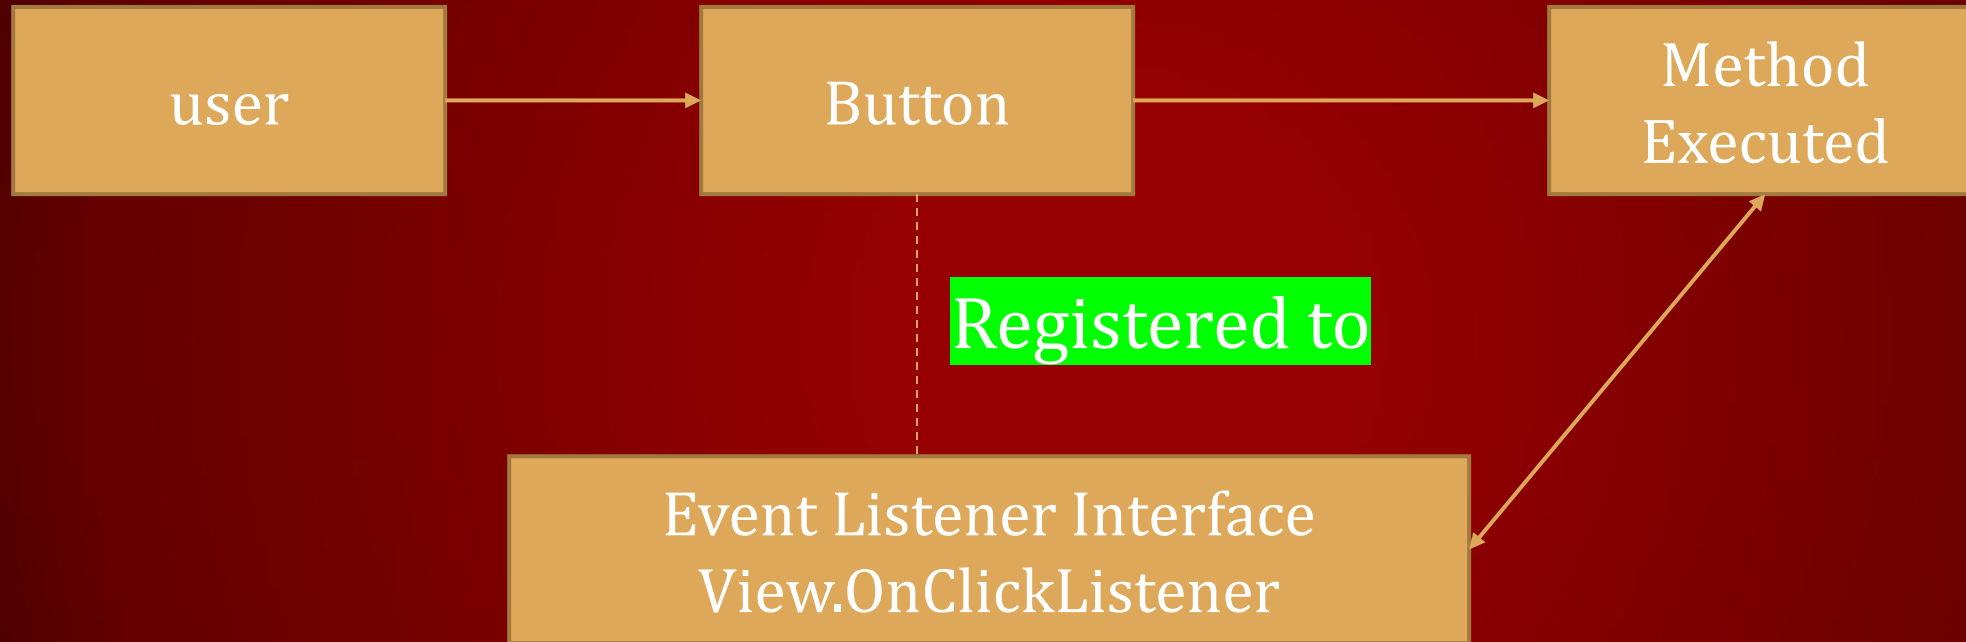 user
Button
Method
Executed
Registered to
Event Listener Interface
View.OnClickListener